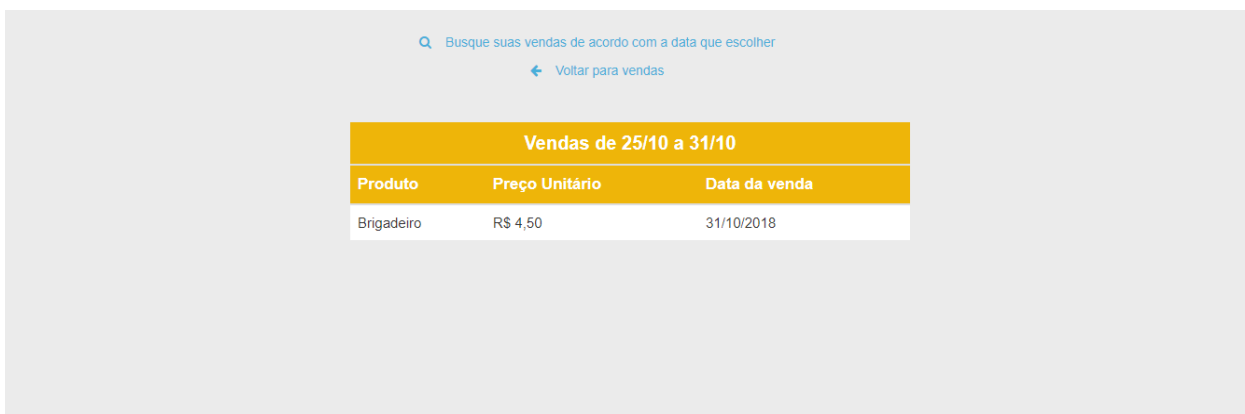 Busque suas vendas de acordo com a data que escolher
Voltar para vendas
Vendas de 25/10 a 31/10
Produto Preço Unitário Data da venda
Brigadeiro R$ 4,50 31/10/2018